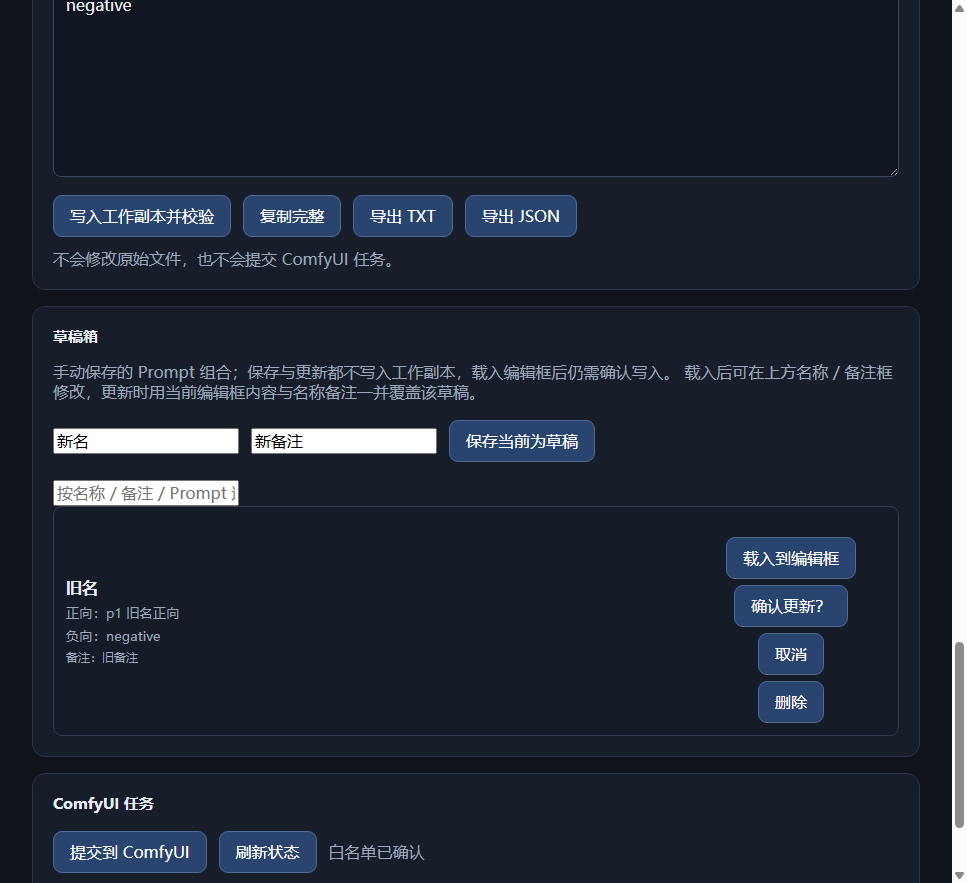 negative
写入工作副本并校验 复制完整 导出 TXT 导出 JSON
不会修改原始文件，也不会提交 ComfyUI 任务。
草稿箱
手动保存的 Prompt 组合；保存与更新都不写入工作副本，载入编辑框后仍需确认写入。 载入后可在上方名称 / 备注框
修改，更新时用当前编辑框内容与名称备注一并覆盖该草稿。
新名 新备注 保存当前为草稿
按名称 / 备注 / Prompt
旧名
正向：p1 旧名正向
负向：negative
备注：旧备注
载入到编辑框
确认更新？
取消
删除
ComfyUI 任务
提交到 ComfyUI 刷新状态 白名单已确认